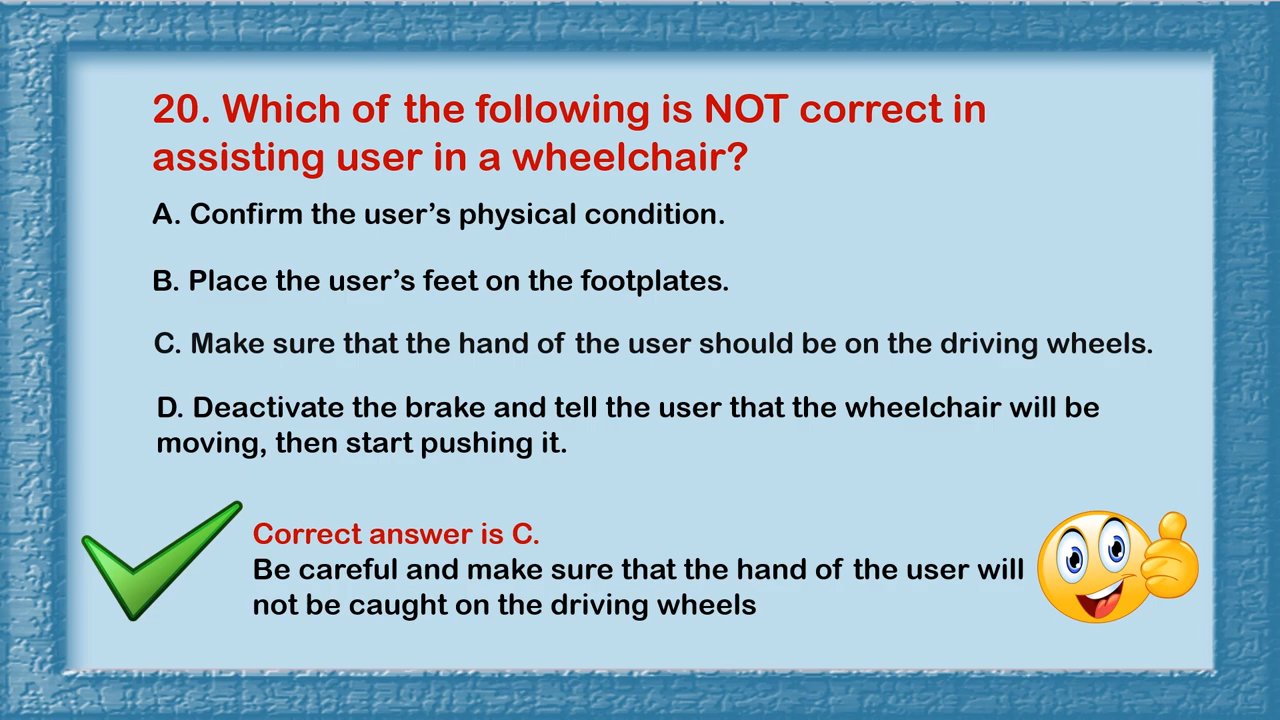 20. Which of the following is NOT correct in
assisting user in a wheelchair?
A. Confirm the user’s physical condition.
B. Place the user’s feet on the footplates.
C. Make sure that the hand of the user should be on the driving wheels.
D. Deactivate the brake and tell the user that the wheelchair will be
moving, then start pushing it.
Correct answer is C.
Be careful and make sure that the hand of the user will
not be caught on the driving wheels